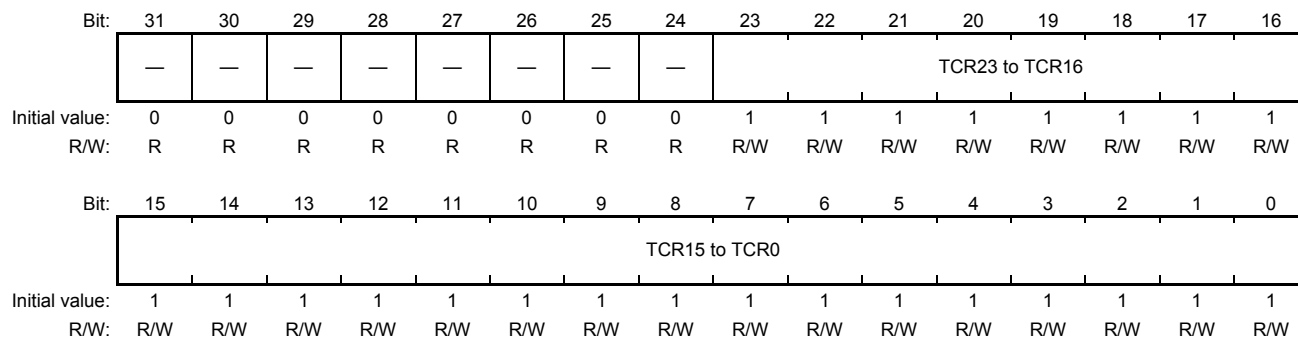 Bit: 31 30 29 28 27 26 25 24 23 22 21 20 19 18 17 16
— — — — — — — — TCR23 to TCR16
Initial value: 0 0 0 0 0 0 0 0 1 1 1 1 1 1 1 1
R/W: R R R R R R R R R/W R/W R/W R/W R/W R/W R/W R/W
Bit: 15 14 13 12 11 10 9 8 7 6 5 4 3 2 1 0
TCR15 to TCR0
Initial value: 1 1 1 1 1 1 1 1 1 1 1 1 1 1 1 1
R/W: R/W R/W R/W R/W R/W R/W R/W R/W R/W R/W R/W R/W R/W R/W R/W R/W